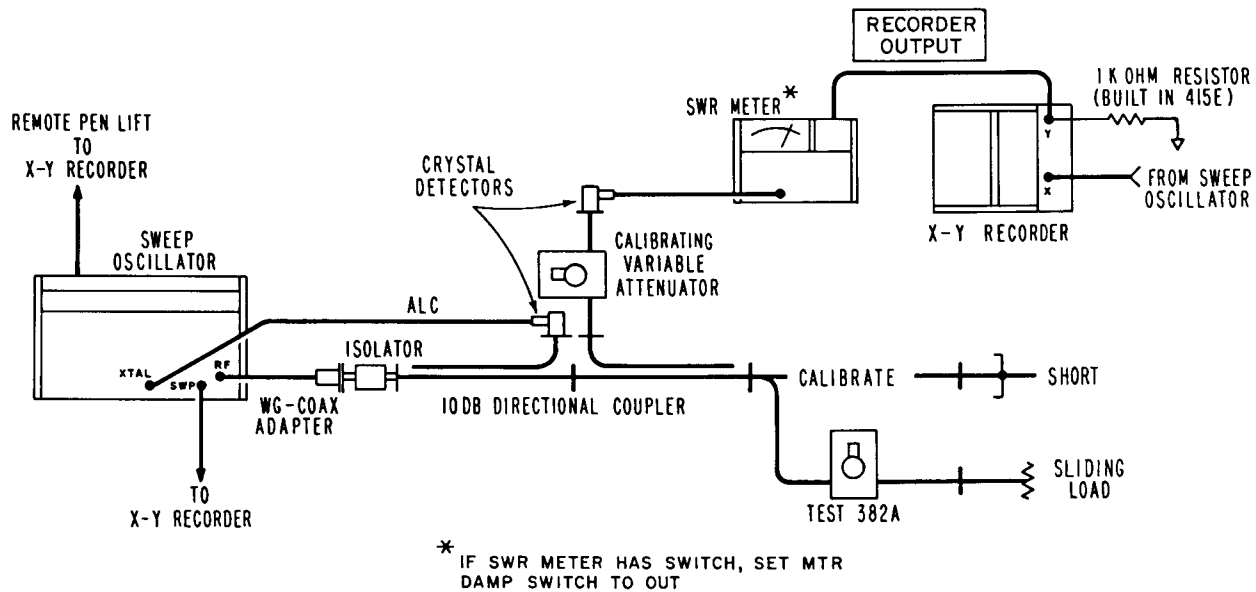 RECORDER
OUTPUT
1K OHM RESISTOR
(BUILT IN 415E)
SWR METER*
Y
X
FROM SWEEP
OSCILLATOR
X-Y RECORDER
REMOTE PEN LIFT
TO
X-Y RECORDER
CRYSTAL
DETECTORS
SWEEP
OSCILLATOR
CALIBRATING
VARIABLE
ATTENUATOR
ALC
ISOLATOR
XTAL
SWP
RF
WG-COAX
ADAPTER
10DB DIRECTIONAL COUPLER
CALIBRATE
SHORT
SLIDING
LOAD
TEST 382A
TO
X-Y RECORDER
* IF SWR METER HAS SWITCH, SET MTR
DAMP SWITCH TO OUT